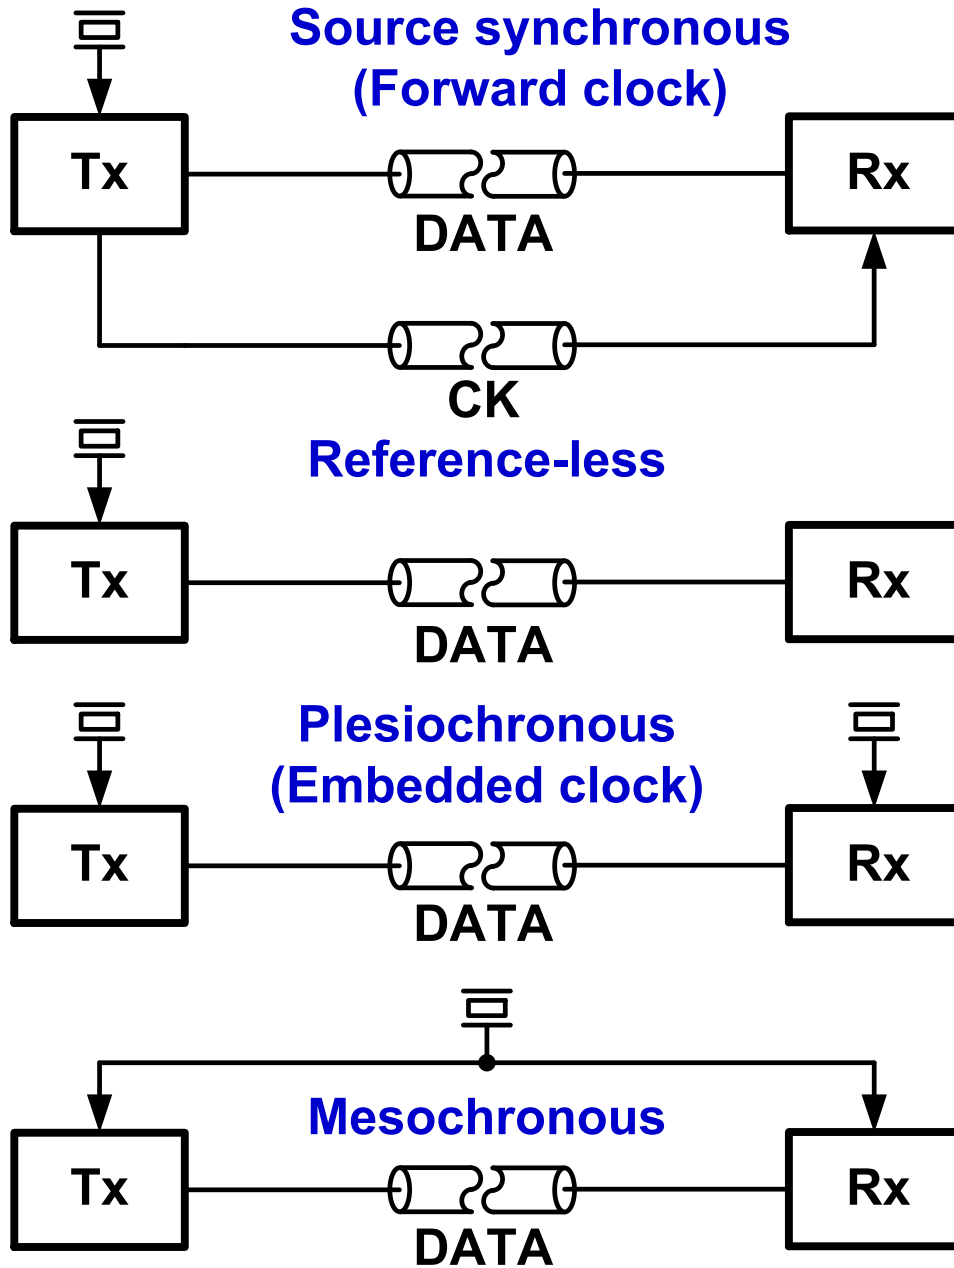 Source synchronous
(Forward clock)
Tx
Rx
DATA
CK
Reference-less
Tx
Rx
DATA
Plesiochronous
(Embedded clock)
Tx
Rx
DATA
Mesochronous
Tx
Rx
DATA